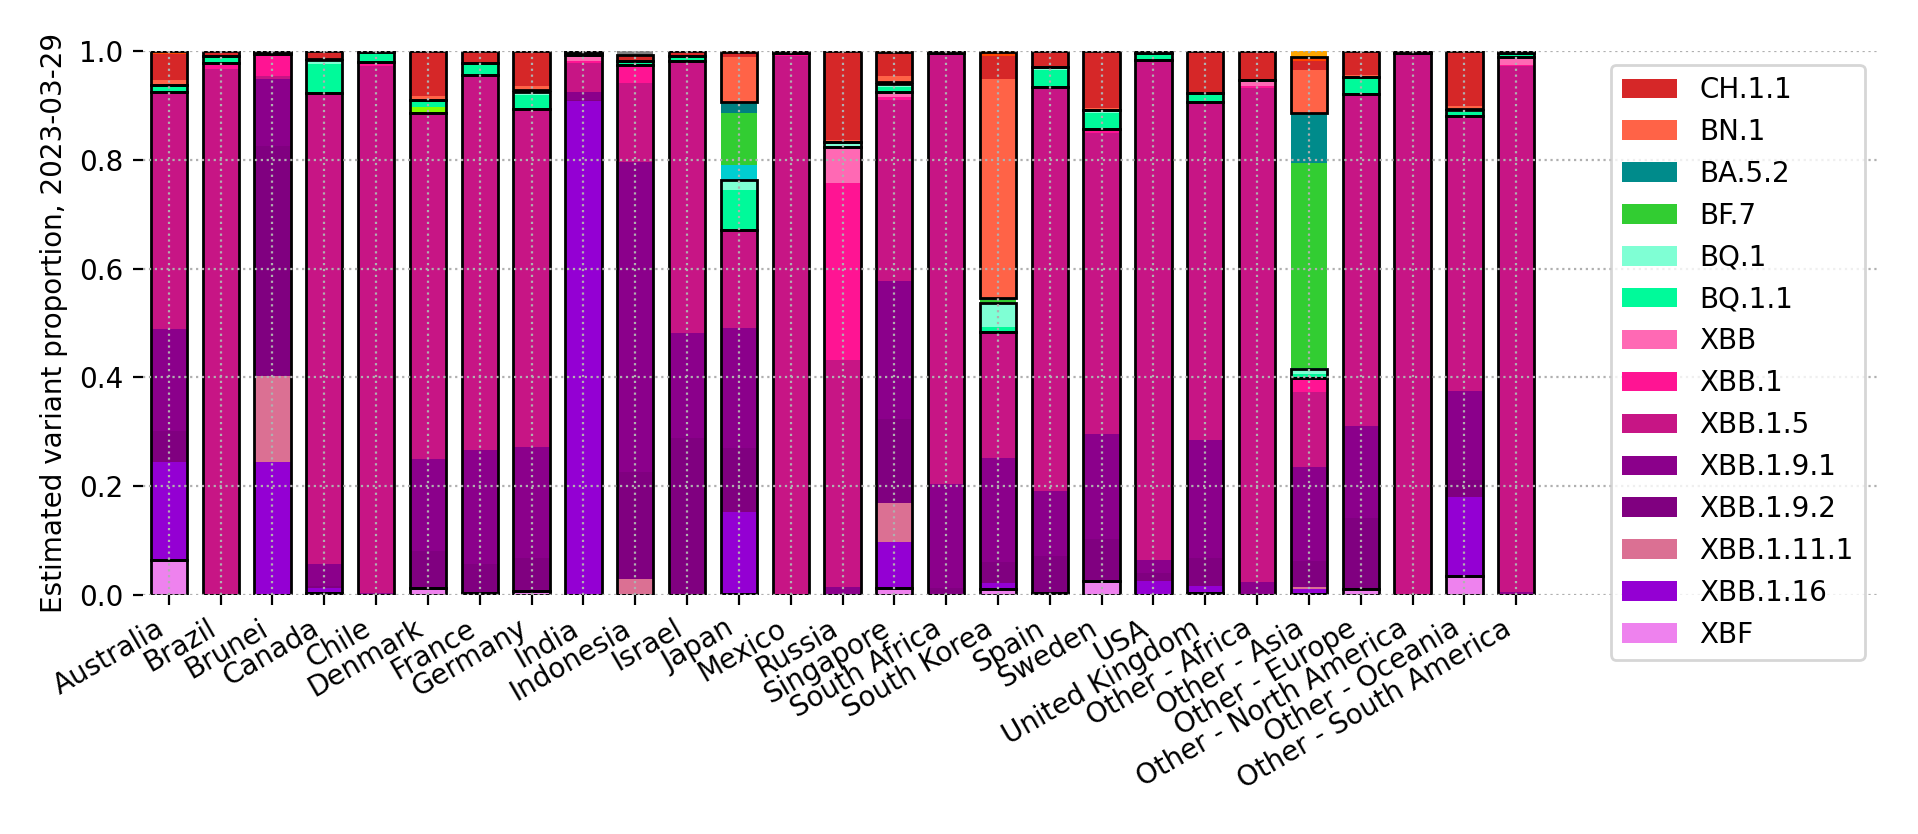 Estimated variant proportion, 2023-03-29
1.0
0.8
0.6
0.4
0.2
0.0
Australia
Brazil
Brunei
Canada
Chile
Denmark
France
Germany
India
Indonesia
Israel
Japan
Mexico
Russia
Singapore
South Africa
South Korea
Spain
Sweden
USA
United Kingdom
Other - Africa
Other - Asia
Other - Europe
Other - North America
Other - Oceania
Other - South America
CH.1.1
BN.1
BA.5.2
BF.7
BQ.1
BQ.1.1
XBB
XBB.1
XBB.1.5
XBB.1.9.1
XBB.1.9.2
XBB.1.11.1
XBB.1.16
XBF